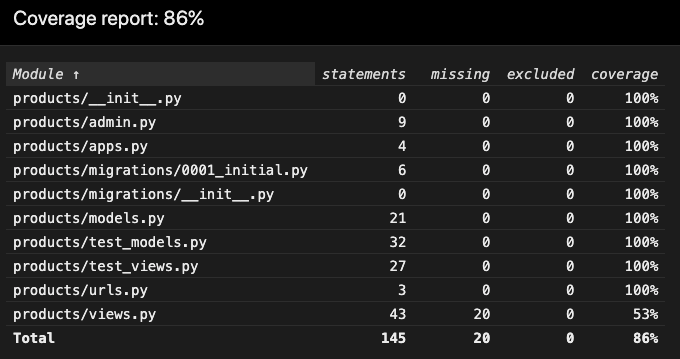 Coverage report: 86%
Module ↑ statements missing excluded coverage
products/__init__.py 0 0 0 100%
products/admin.py 9 0 0 100%
products/apps.py 4 0 0 100%
products/migrations/0001_initial.py 6 0 0 100%
products/migrations/__init__.py 0 0 0 100%
products/models.py 21 0 0 100%
products/test_models.py 32 0 0 100%
products/test_views.py 27 0 0 100%
products/urls.py 3 0 0 100%
products/views.py 43 20 0 53%
Total 145 20 0 86%